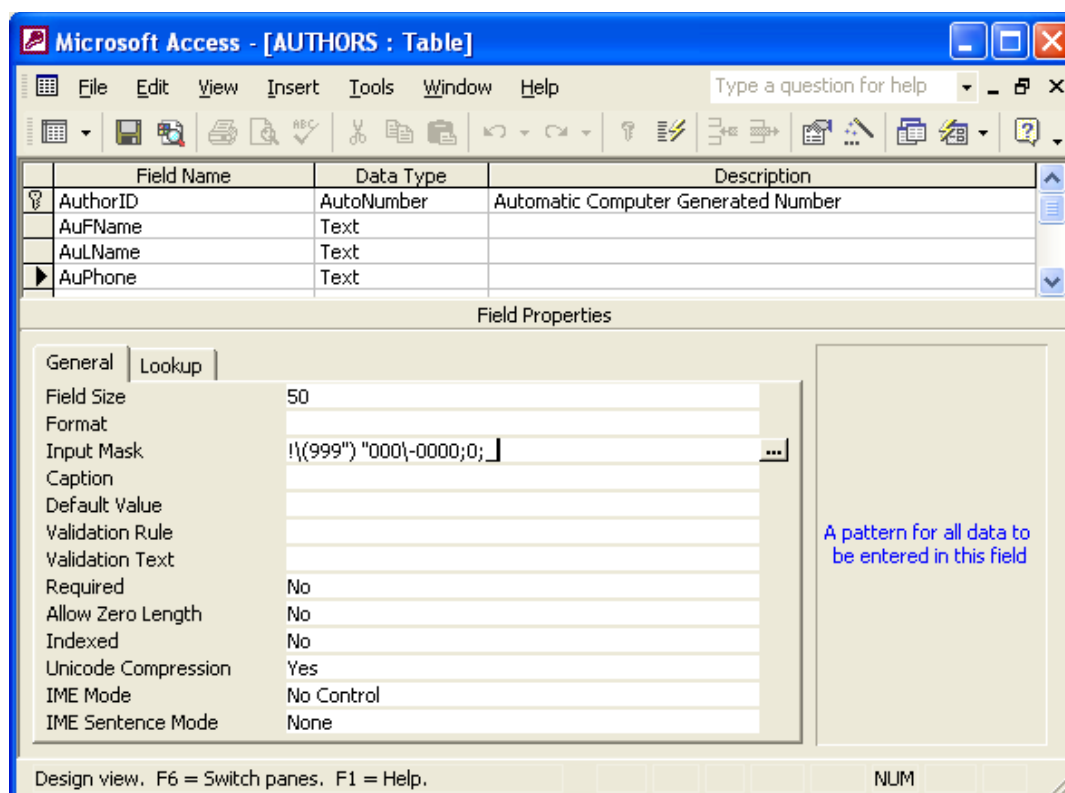 Microsoft Access - [AUTHORS : Table]
File Edit View Insert Tools Window Help Type a question for help
ABC
Field Name Data Type Description
AuthorID AutoNumber Automatic Computer Generated Number
AuFName Text
AuLName Text
AuPhone Text
Field Properties
General Lookup
Field Size 50
Format
Input Mask !\(999") "000\-0000;0;_
Caption
Default Value
Validation Rule
Validation Text
Required No
Allow Zero Length No
Indexed No
Unicode Compression Yes
IME Mode No Control
IME Sentence Mode None
A pattern for all data to
be entered in this field
Design view. F6 = Switch panes. F1 = Help. NUM